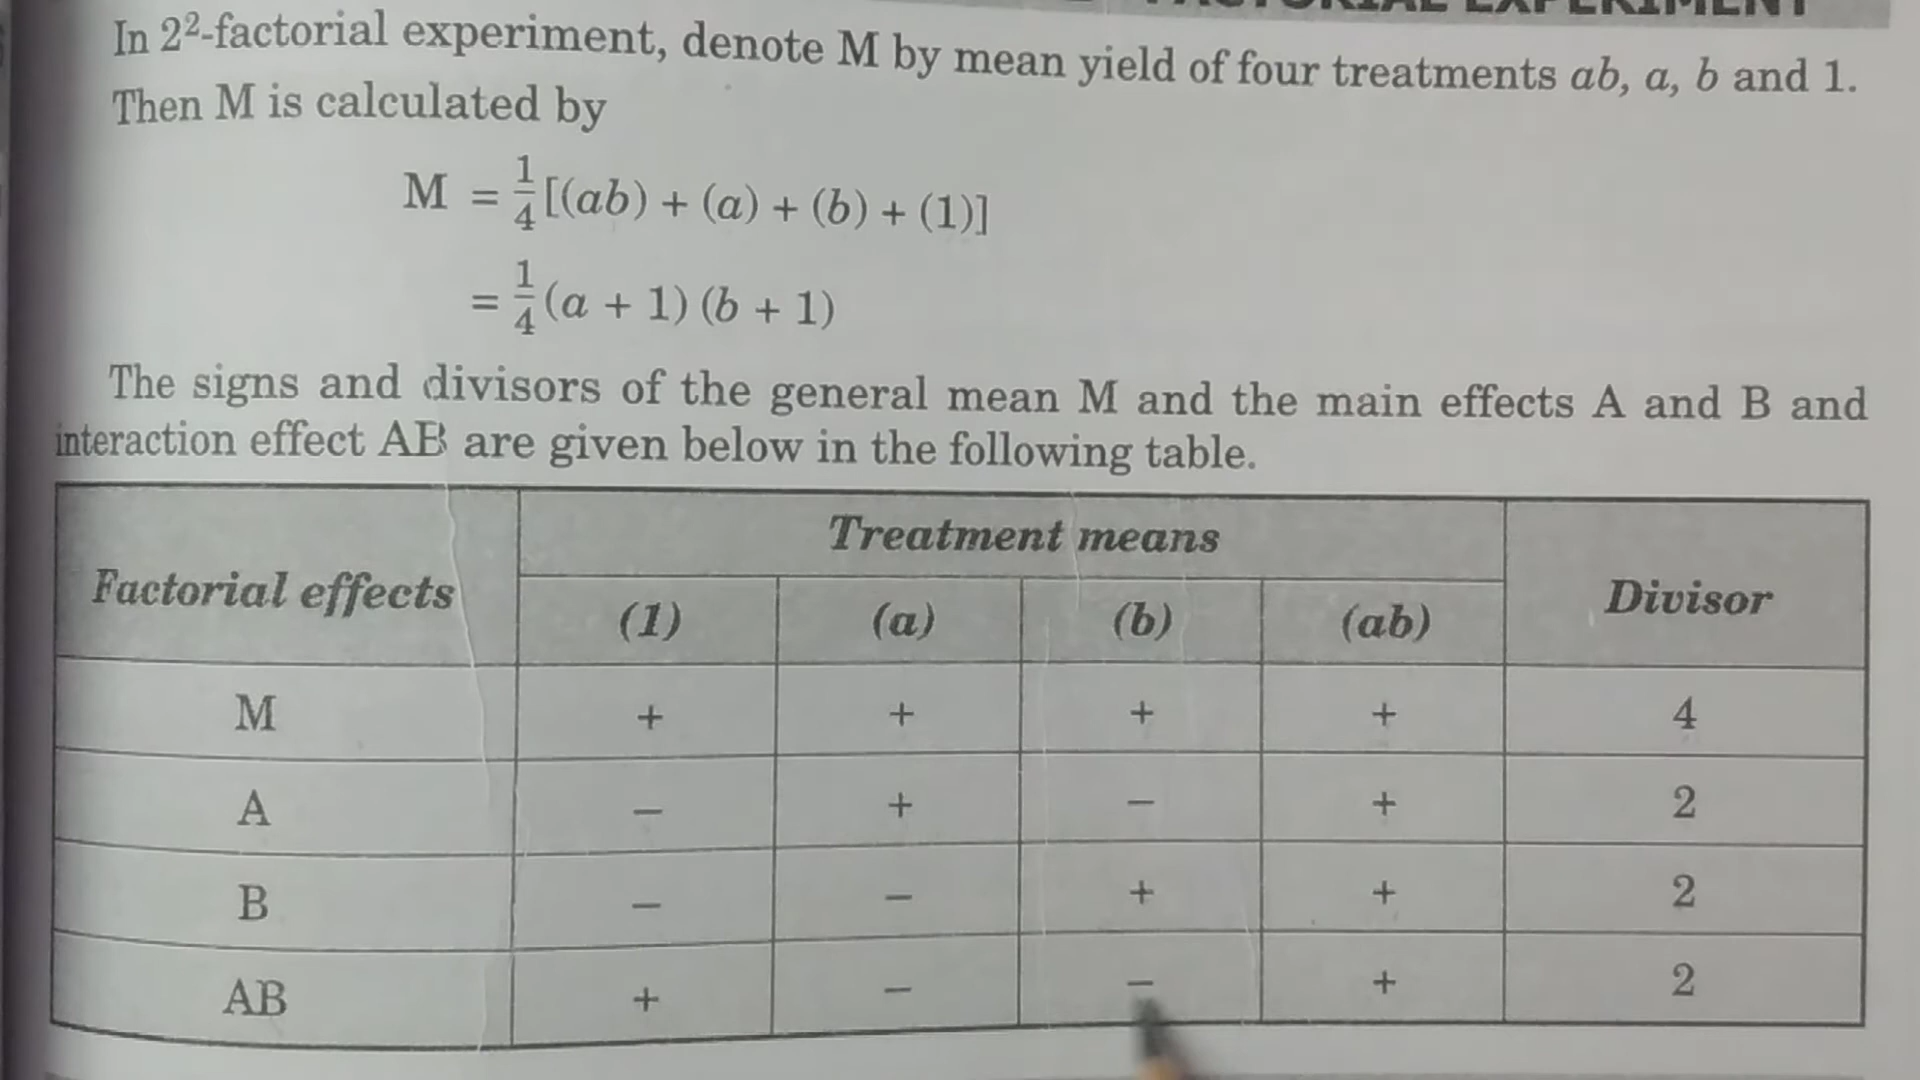 FACTORIAL EXPERIMENT
In 2²-factorial experiment, denote M by mean yield of four treatments ab, a, b and 1.
Then M is calculated by
M = 1/4 [(ab) + (a) + (b) + (1)]
= 1/4 (a + 1) (b + 1)
The signs and divisors of the general mean M and the main effects A and B and
interaction effect AB are given below in the following table.
Factorial effects Treatment means Divisor
(1) (a) (b) (ab)
M + + + + 4
A − + − + 2
B − − + + 2
AB + − − + 2